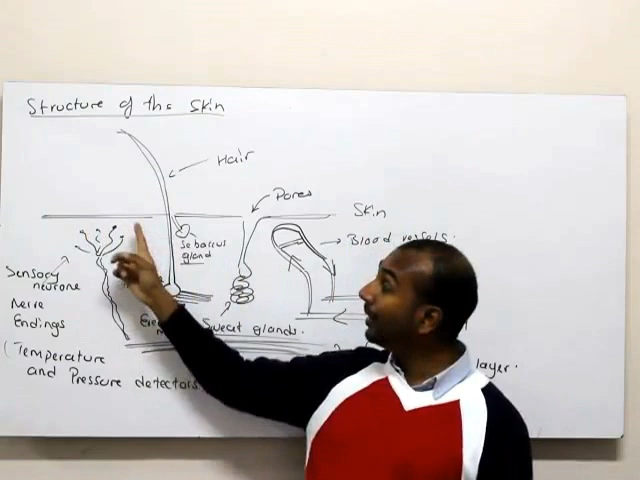 Structure of the Skin
Hair
Pores
Skin
Sebaceus
gland
Blood vessels.
Sensory
neurone
Nerve
Endings
Sweat glands.
(Temperature
and Pressure detectors.
layer.